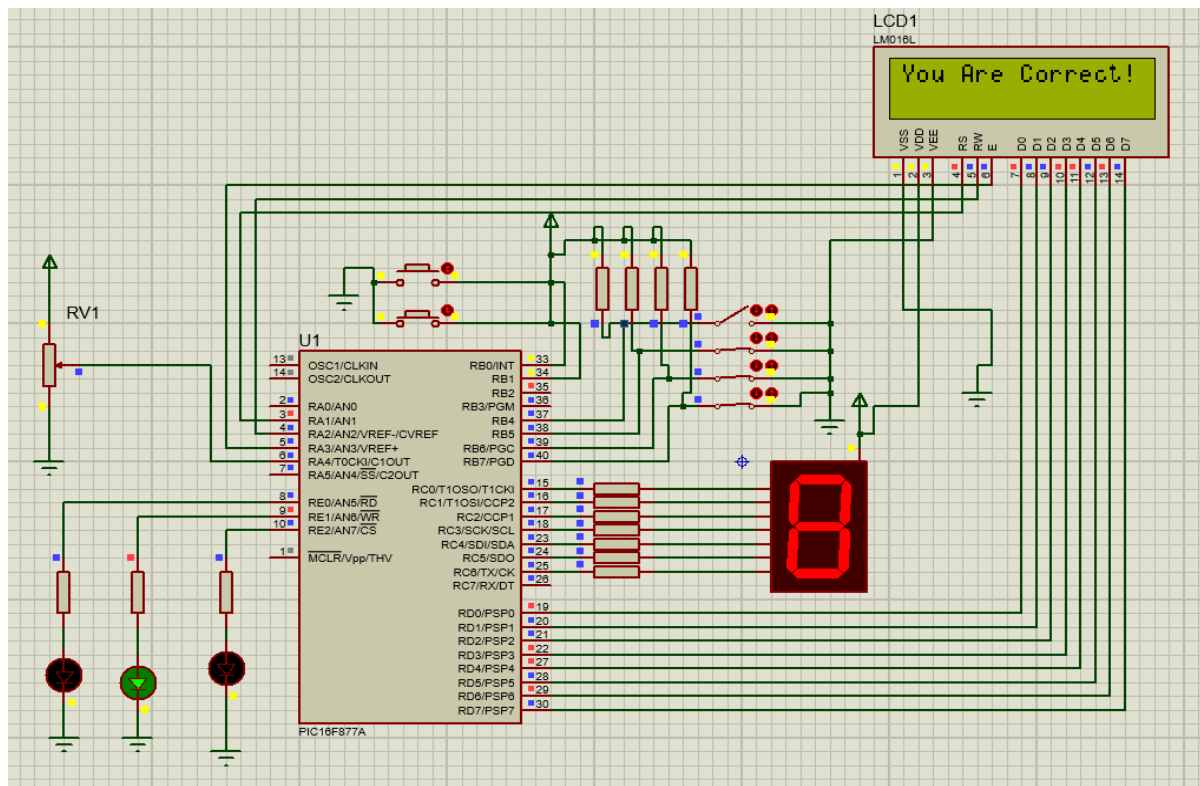 LCD1
LM016L
You Are Correct!
VSS
VDD
VEE
RS
RW
E
D0
D1
D2
D3
D4
D5
D6
D7
1
2
3
4
5
6
7
8
9
10
11
12
13
14
RV1
U1
13 OSC1/CLKIN
14 OSC2/CLKOUT
2 RA0/AN0
3 RA1/AN1
4 RA2/AN2/VREF-/CVREF
5 RA3/AN3/VREF+
6 RA4/T0CKI/C1OUT
7 RA5/AN4/SS/C2OUT
8 RE0/AN5/RD
9 RE1/AN6/WR
10 RE2/AN7/CS
1 MCLR/Vpp/THV
RB0/INT 33
RB1 34
RB2 35
RB3/PGM 36
RB4 37
RB5 38
RB6/PGC 39
RB7/PGD 40
RC0/T1OSO/T1CKI 15
RC1/T1OSI/CCP2 16
RC2/CCP1 17
RC3/SCK/SCL 18
RC4/SDI/SDA 23
RC5/SDO 24
RC6/TX/CK 25
RC7/RX/DT 26
RD0/PSP0 19
RD1/PSP1 20
RD2/PSP2 21
RD3/PSP3 22
RD4/PSP4 27
RD5/PSP5 28
RD6/PSP6 29
RD7/PSP7 30
8
PIC16F877A